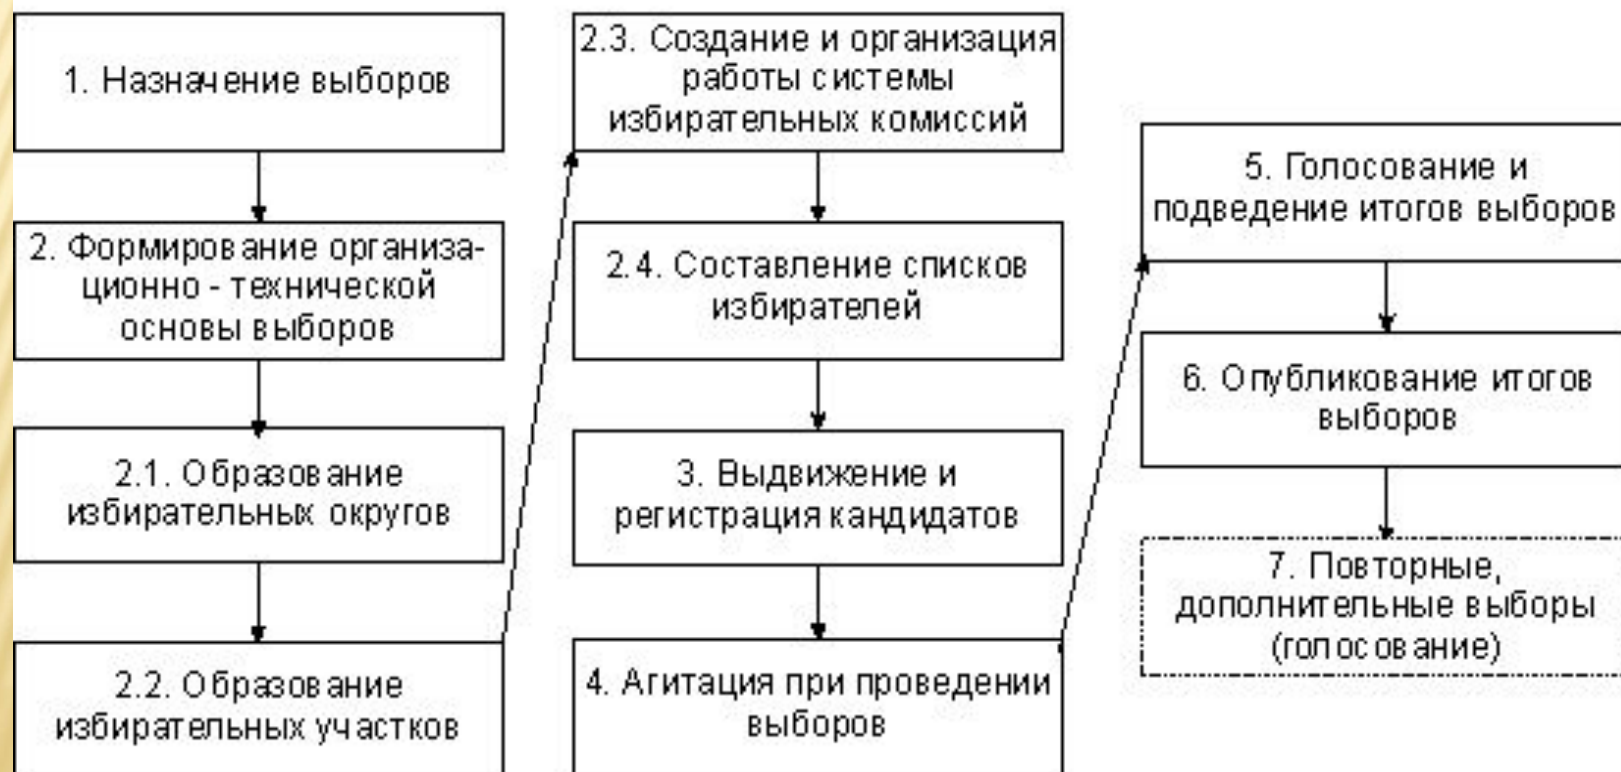 1. Назначение выборов
2. Формирование организа-
ционно - технической
основы выборов
2.1. Образование
избирательных округов
2.2. Образование
избирательных участков
2.3. Создание и организация
работы системы
избирательных комиссий
2.4. Составление списков
избирателей
3. Выдвижение и
регистрация кандидатов
4. Агитация при проведении
выборов
5. Голосование и
подведение итогов выборов
6. Опубликование итогов
выборов
7. Повторные,
дополнительные выборы
(голосование)